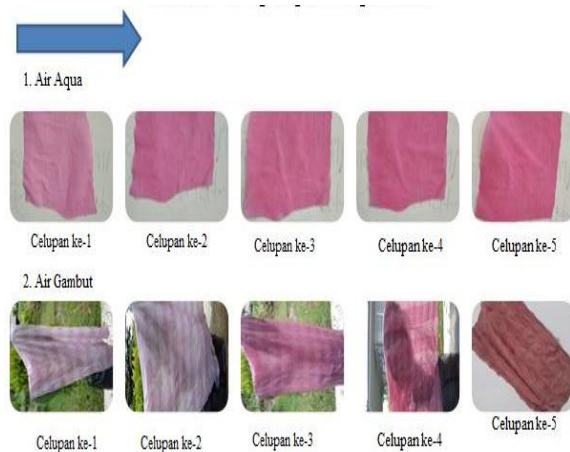 1. Air Aqua
Celupan ke-1
Celupan ke-2
Celupan ke-3
Celupan ke-4
Celupan ke-5
2. Air Gambut
Celupan ke-1
Celupan ke-2
Celupan ke-3
Celupan ke-4
Celupan ke-5